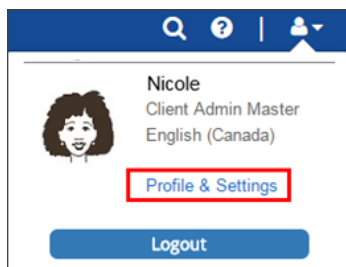 Nicole
Client Admin Master
English (Canada)
Profile & Settings
Logout